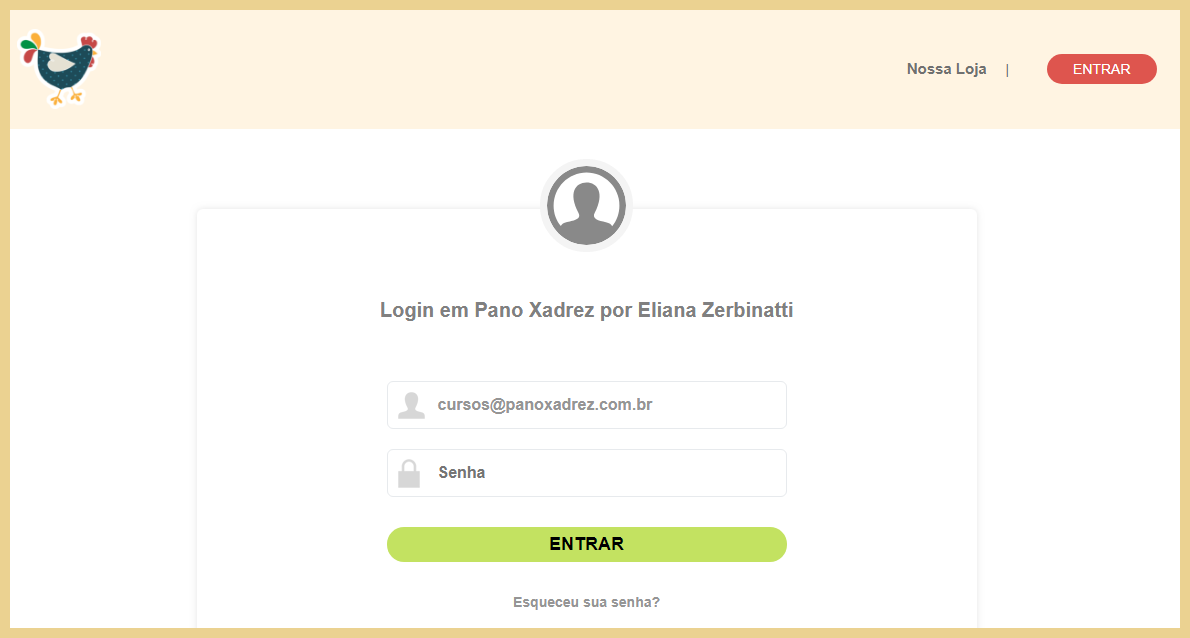 Nossa Loja | ENTRAR
Login em Pano Xadrez por Eliana Zerbinatti
cursos@panoxadrez.com.br
Senha
ENTRAR
Esqueceu sua senha?